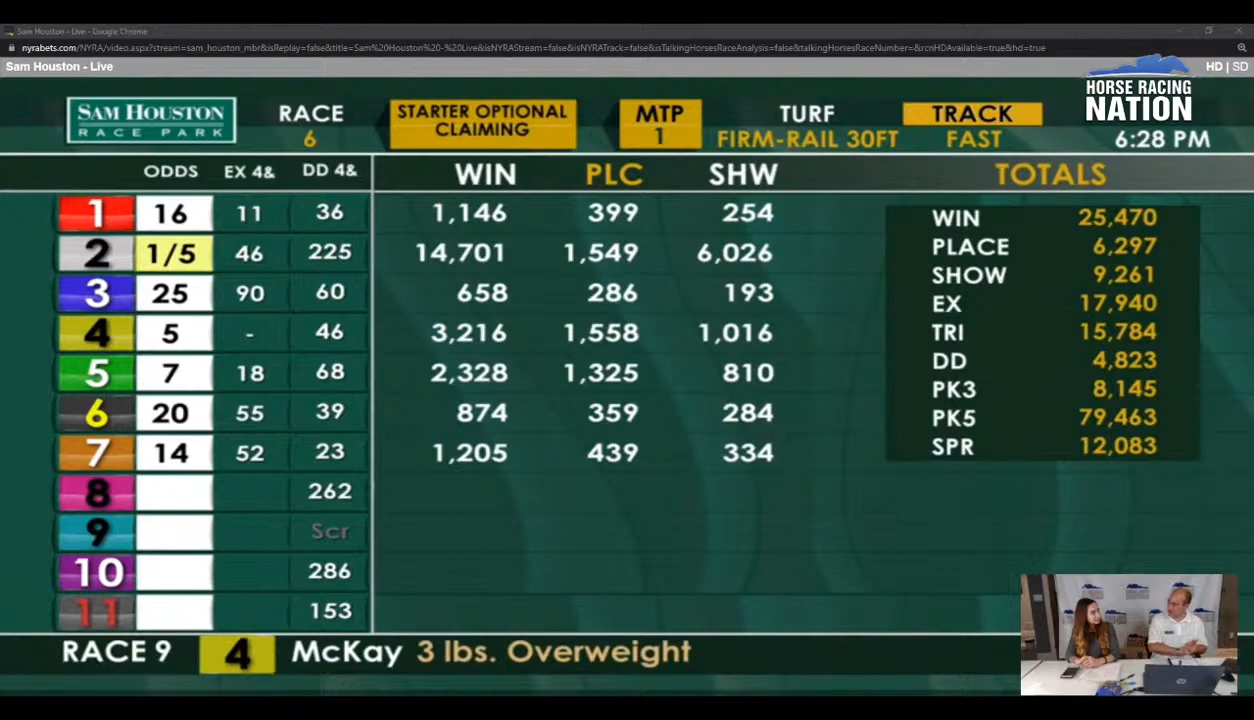 Sam Houston - Live - Google Chrome
nyrabets.com/NYRA/video.aspx?stream=sam_houston_mbr&isReplay=false&title=Sam%20Houston%20-%20Live&isNYRAStream=false&isNYRATrack=false&isTalkingHorsesRaceAnalysis=false&talkingHorsesRaceNumber=&rcnHDAvailable=true&hd=true
Sam Houston - Live HD | SD
HORSE RACING
NATION
SAM HOUSTON RACE STARTER OPTIONAL MTP TURF TRACK
RACE PARK 6 CLAIMING 1 FIRM-RAIL 30FT FAST 6:28 PM
ODDS EX 4& DD 4& WIN PLC SHW TOTALS
1 16 11 36 1,146 399 254
2 1/5 46 225 14,701 1,549 6,026
3 25 90 60 658 286 193
4 5 - 46 3,216 1,558 1,016
5 7 18 68 2,328 1,325 810
6 20 55 39 874 359 284
7 14 52 23 1,205 439 334
8 262
9 Scr
10 286
11 153
WIN 25,470
PLACE 6,297
SHOW 9,261
EX 17,940
TRI 15,784
DD 4,823
PK3 8,145
PK5 79,463
SPR 12,083
RACE 9 4 McKay 3 lbs. Overweight